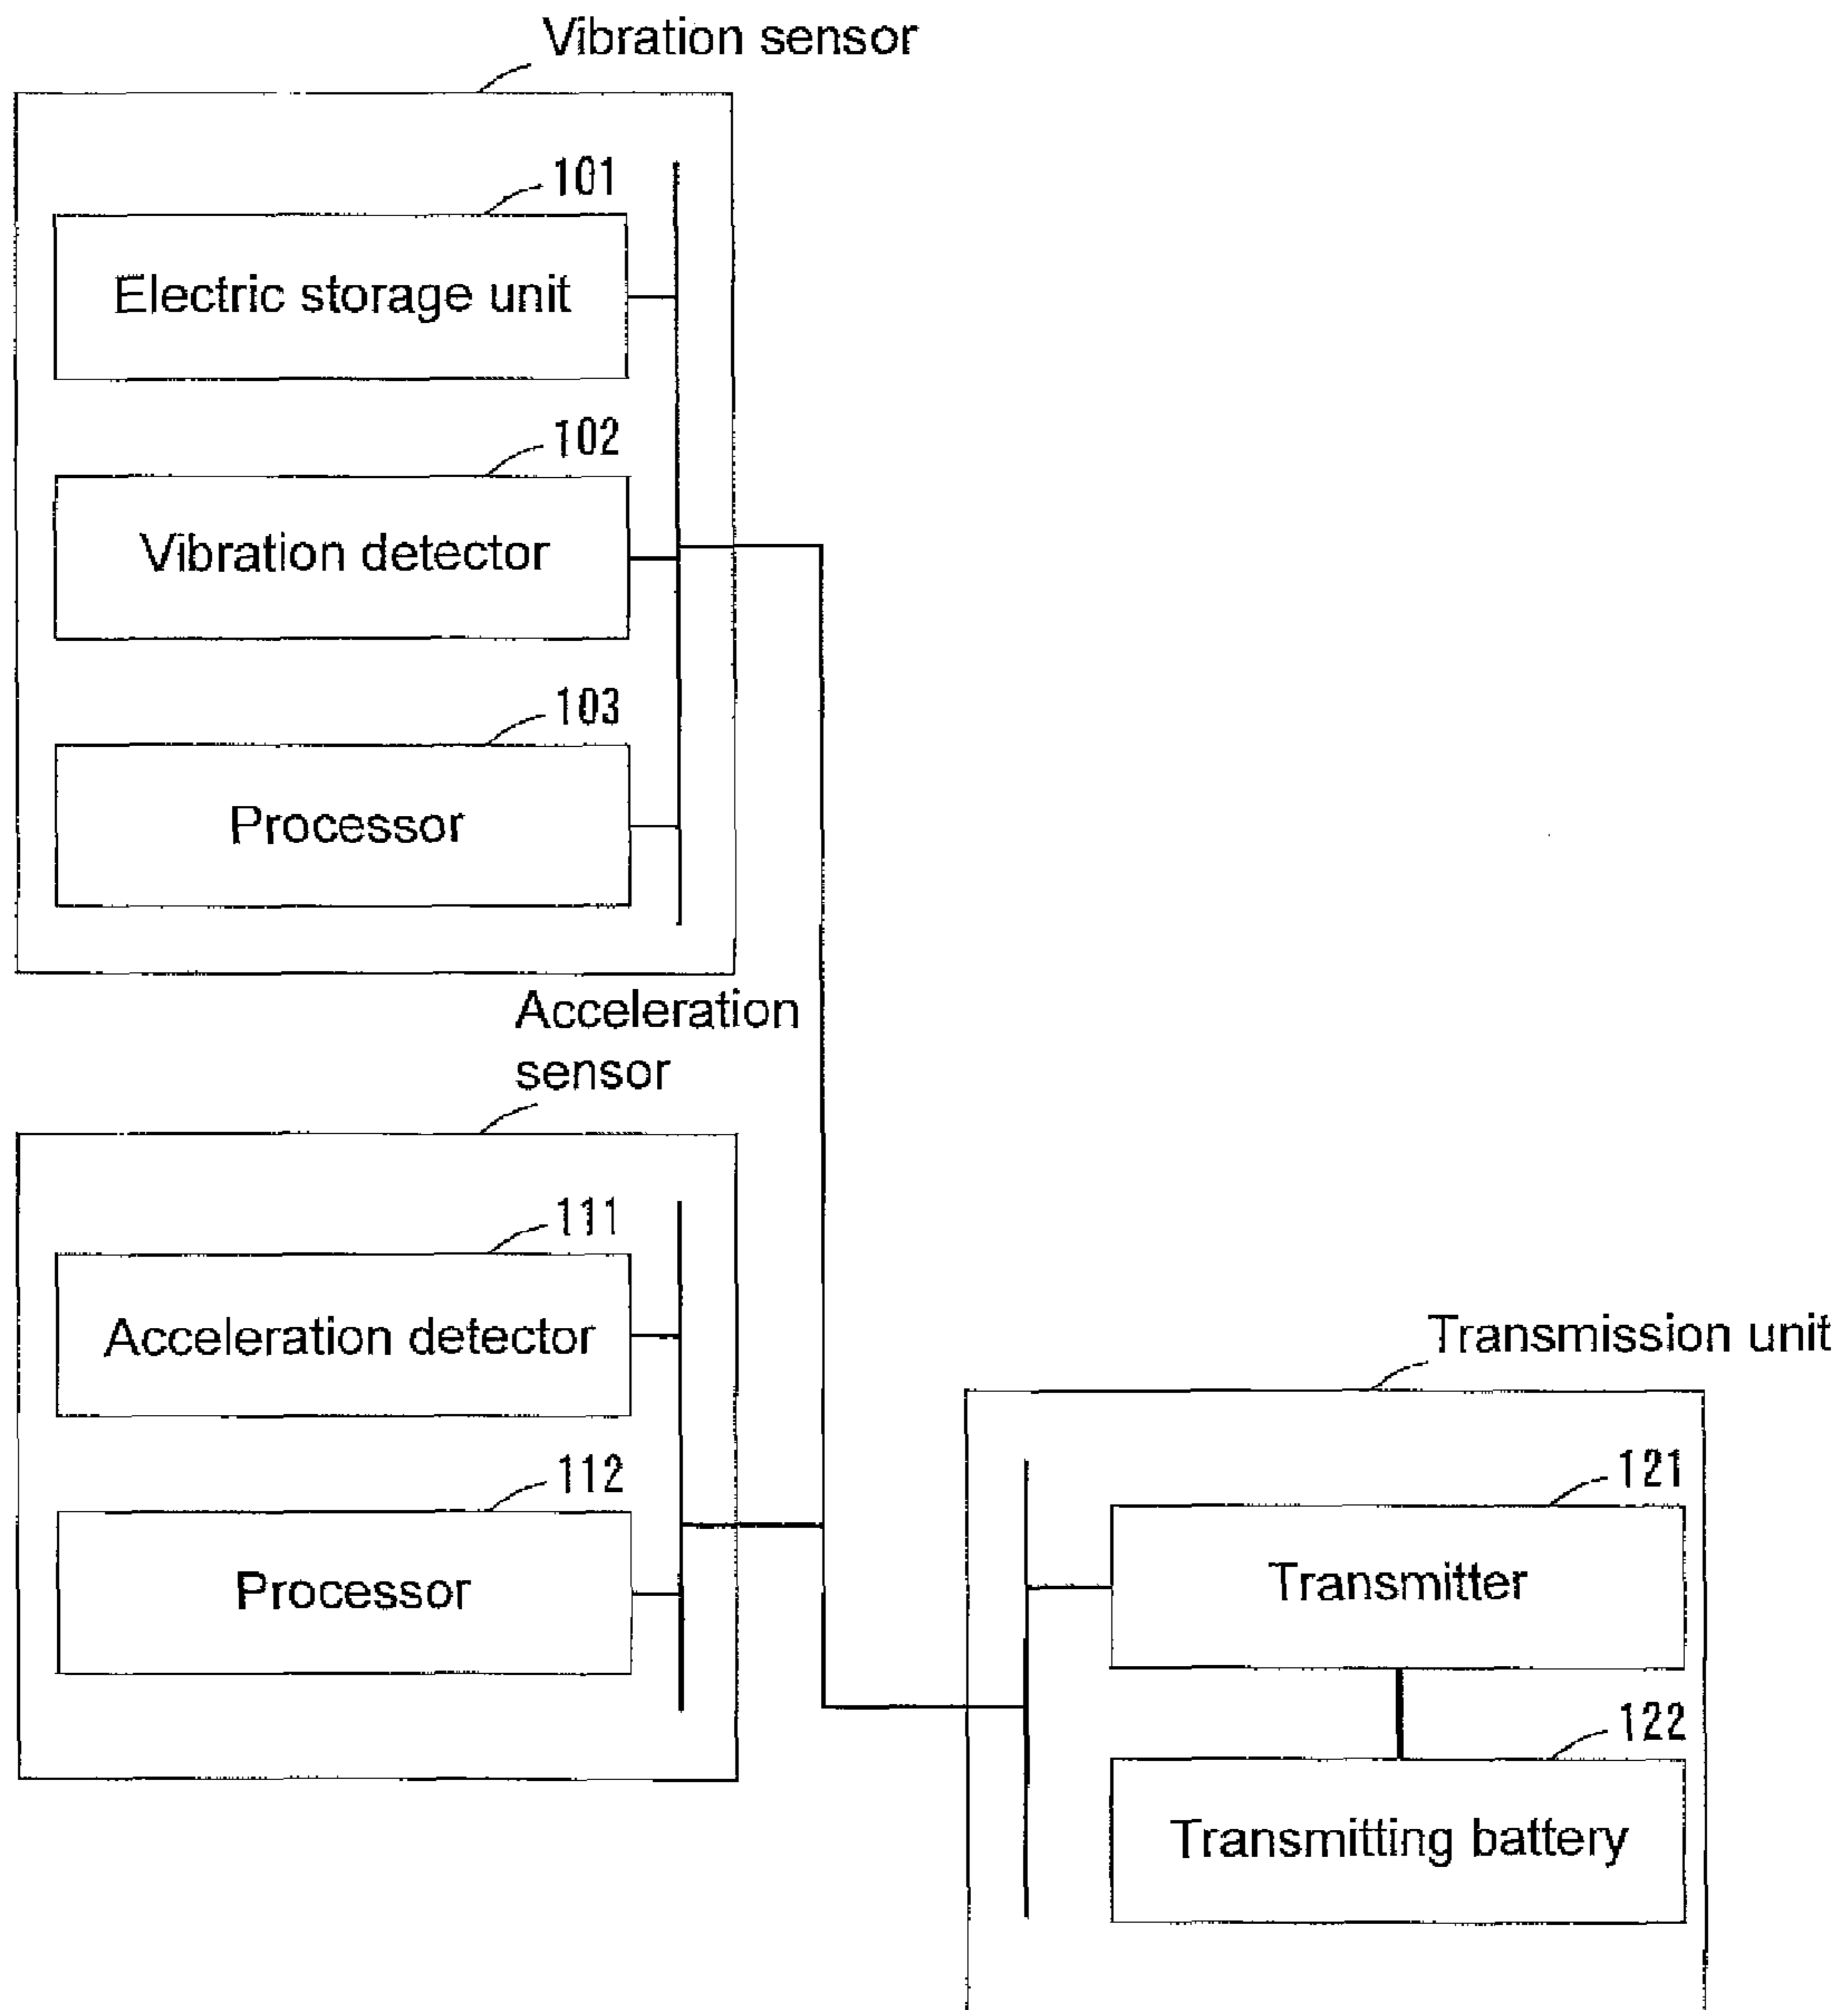 Vibration sensor
101
Electric storage unit
102
Vibration detector
103
Processor
Acceleration
sensor
111
Acceleration detector
112
Processor
Transmission unit
121
Transmitter
122
Transmitting battery